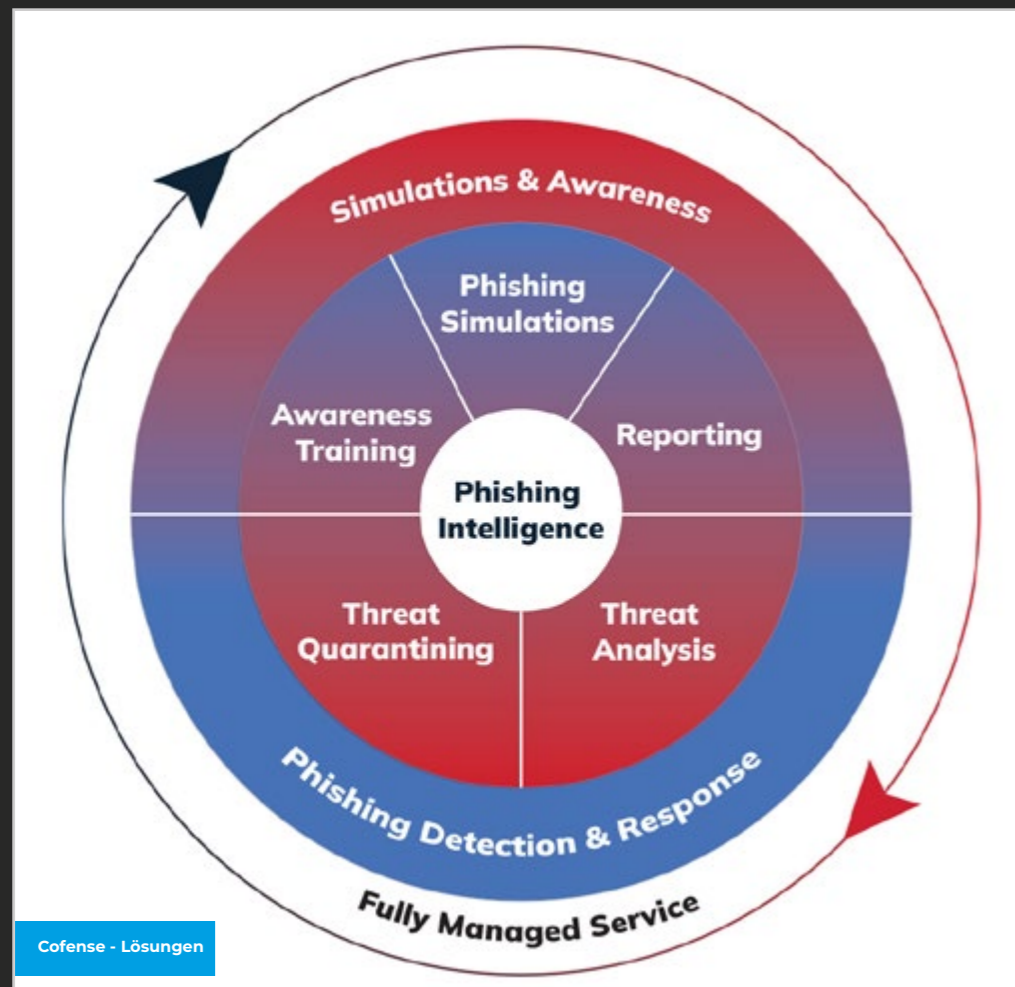 Simulations & Awareness
Phishing
Simulations
Awareness
Training
Reporting
Phishing
Intelligence
Threat
Quarantining
Threat
Analysis
Phishing Detection & Response
Fully Managed Service
Cofense - Lösungen